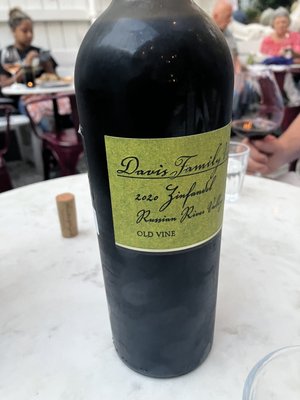 Davis Family
2020 Zinfandel
Russian River Valley
OLD VINE